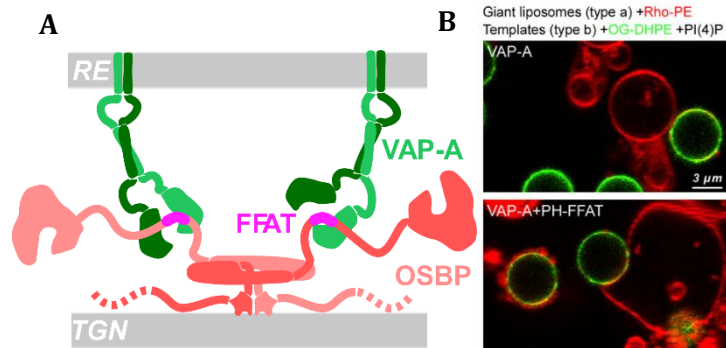 A
RE
VAP-A
FFAT
OSBP
TGN
B
Giant liposomes (type a) +Rho-PE
Templates (type b) +OG-DHPE +PI(4)P
VAP-A
3 µm
VAP-A+PH-FFAT